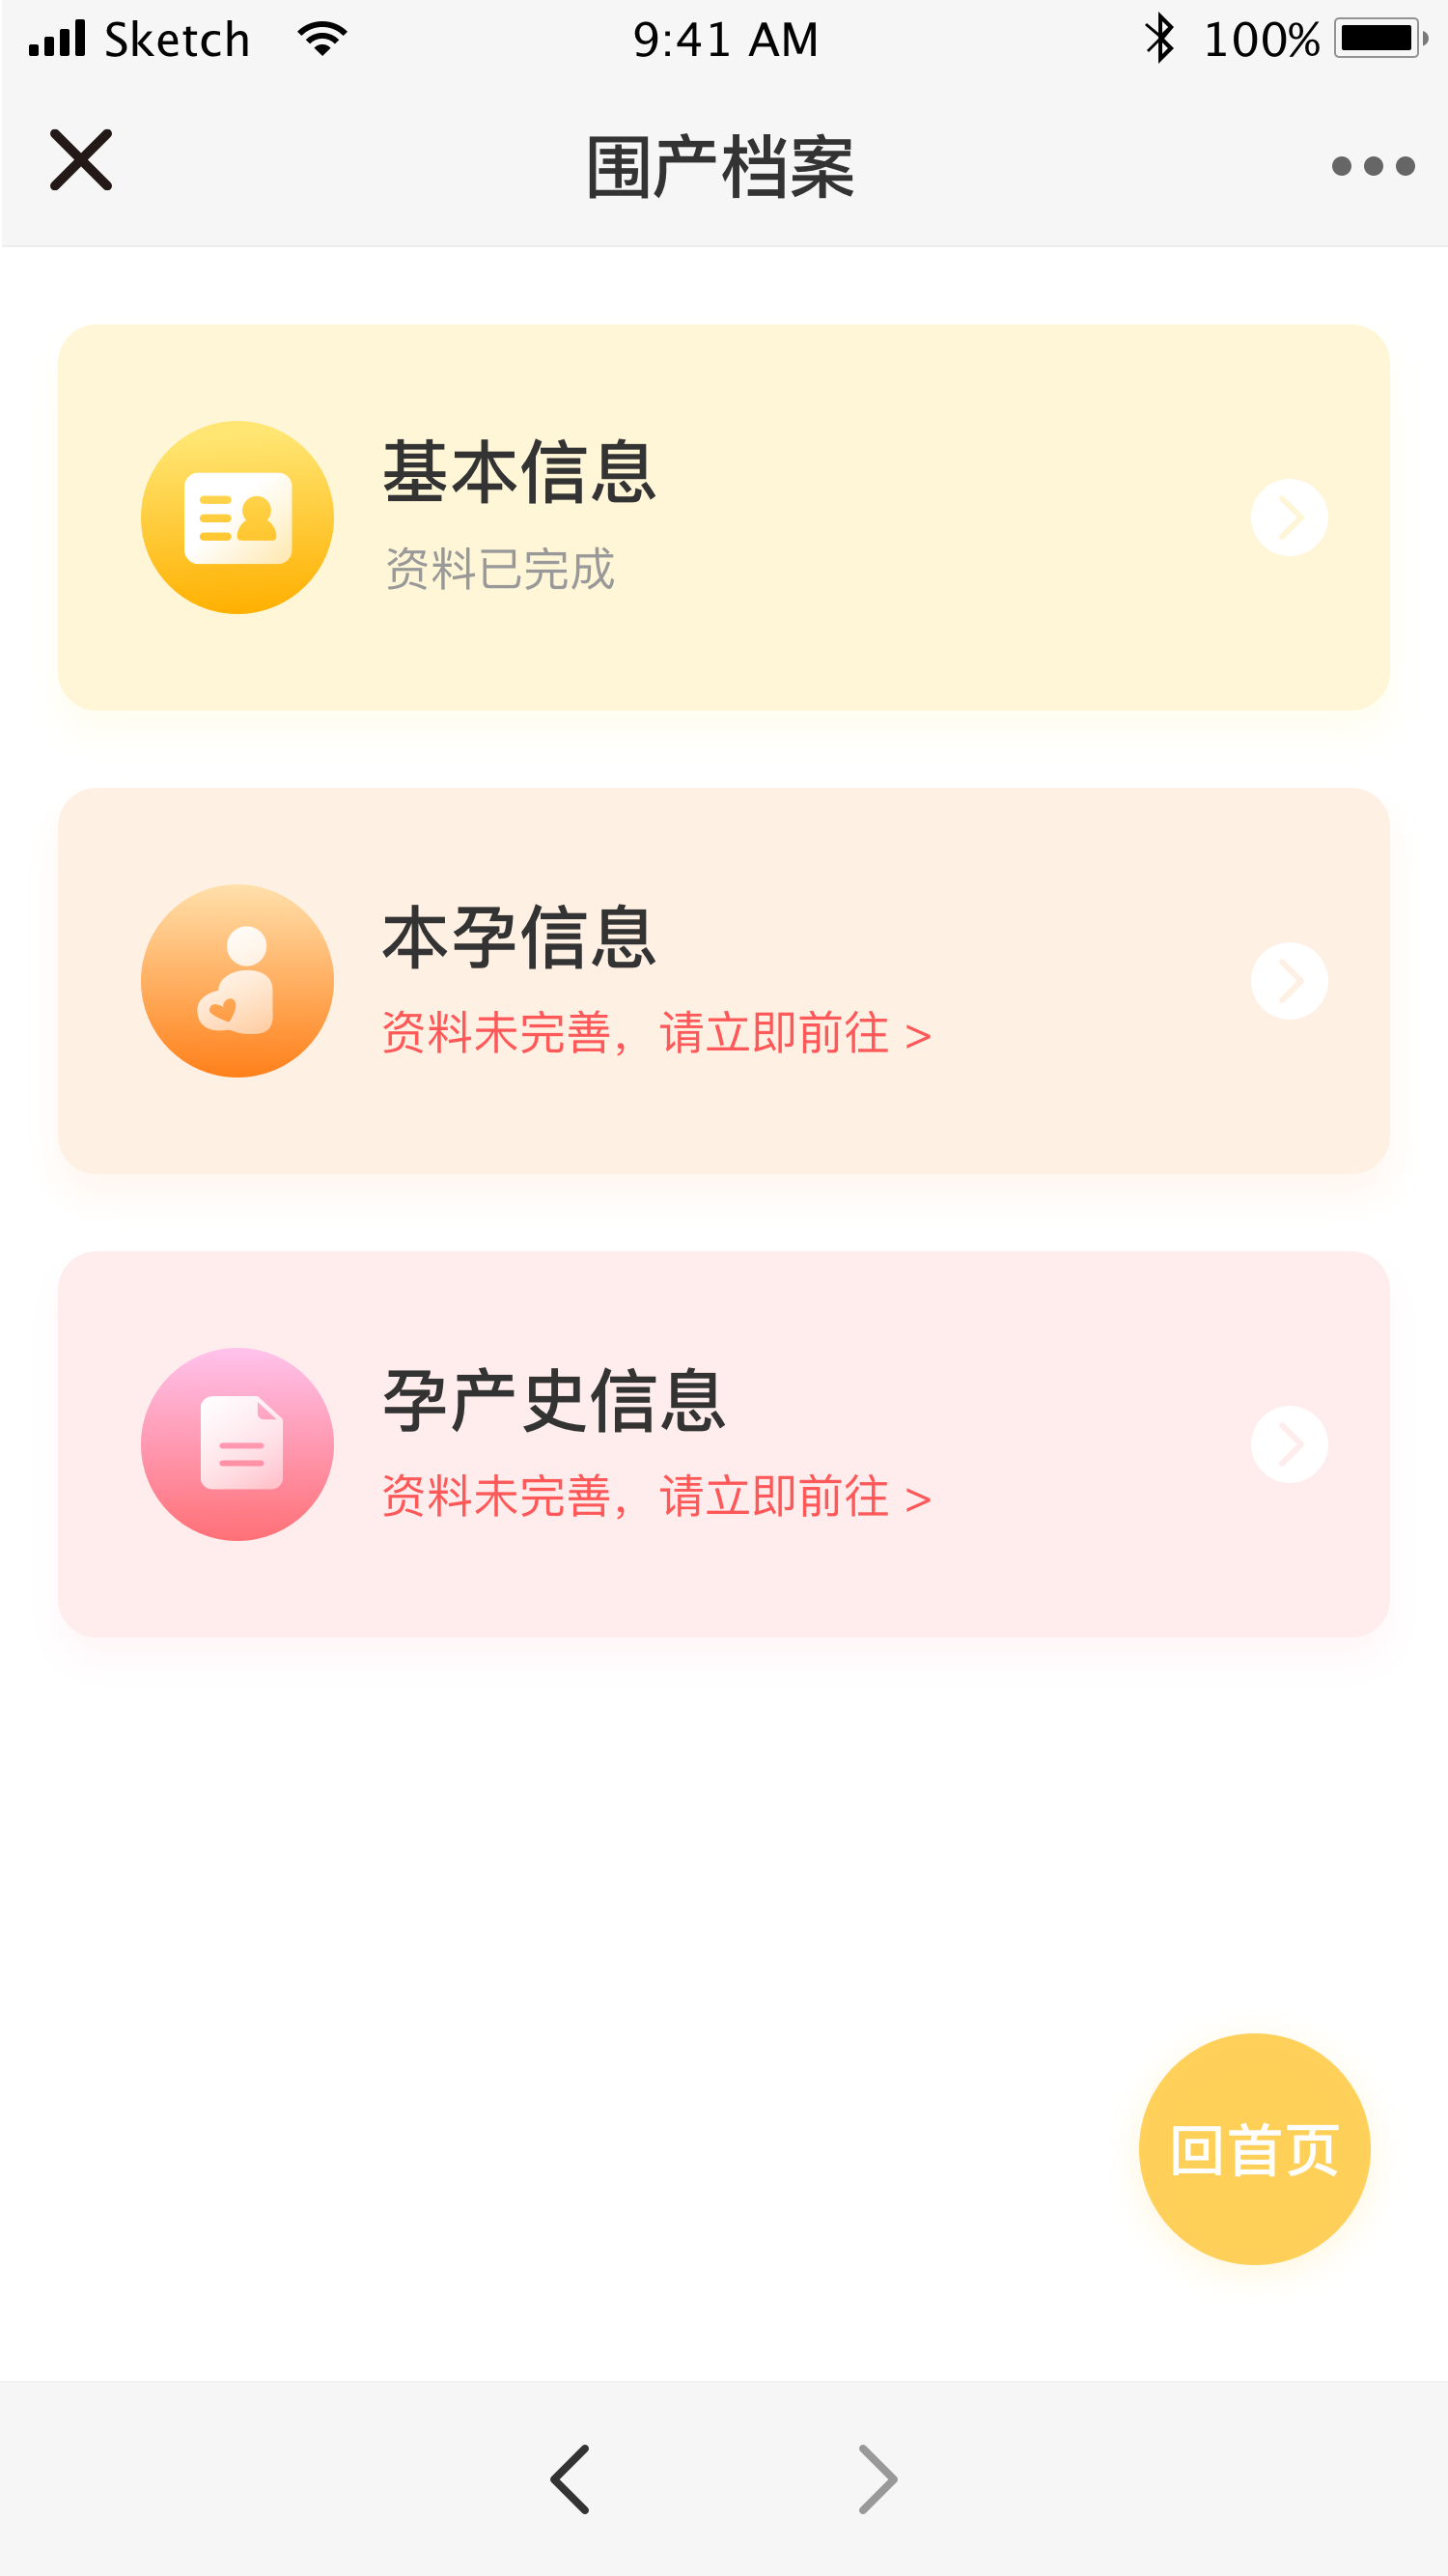 Sketch 9:41 AM 100%
围产档案
基本信息
资料已完成
本孕信息
资料未完善，请立即前往 >
孕产史信息
资料未完善，请立即前往 >
回首页